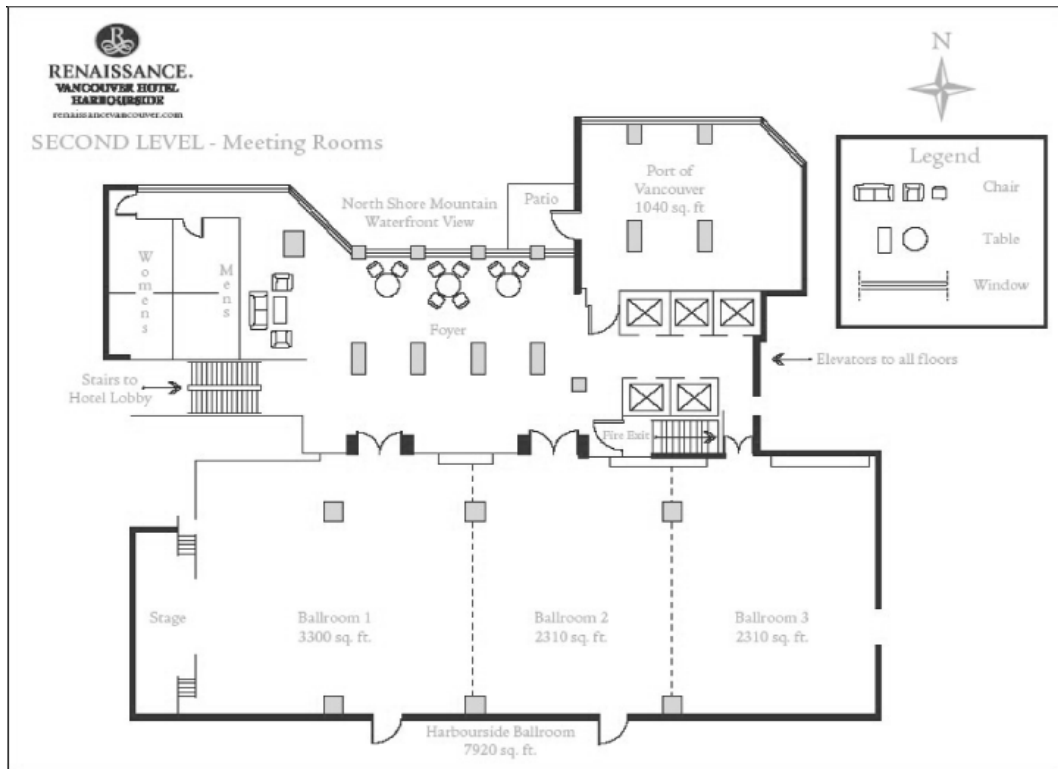 R
RENAISSANCE.
VANCOUVER HOTEL
HARBOURSIDE
renaissancevancouver.com
SECOND LEVEL - Meeting Rooms
N
Legend
Chair
Table
Window
Port of
Vancouver
1040 sq. ft
Patio
North Shore Mountain
Waterfront View
Womens
Mens
Foyer
Elevators to all floors
Stairs to
Hotel Lobby
Fire Exit
Stage
Ballroom 1
3300 sq. ft.
Ballroom 2
2310 sq. ft.
Ballroom 3
2310 sq. ft.
Harbourside Ballroom
7920 sq. ft.